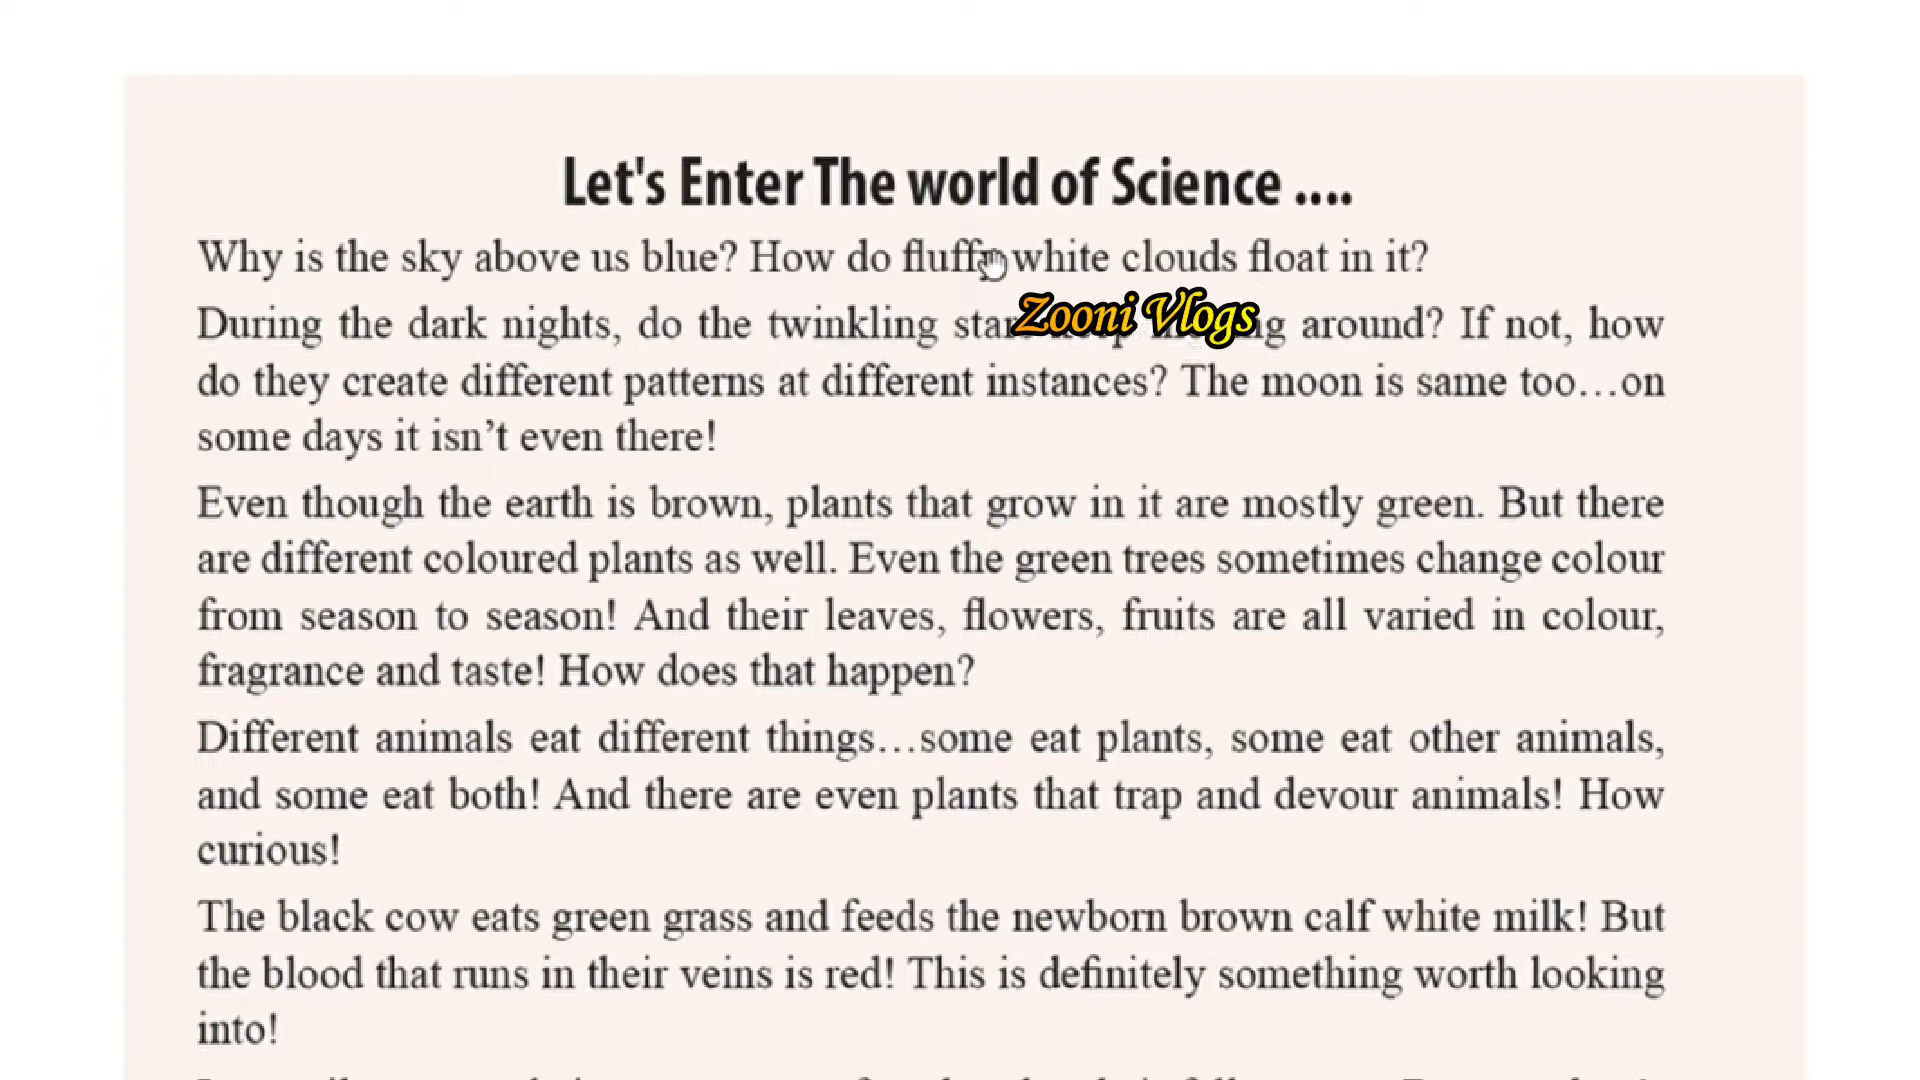 Let's Enter The world of Science ....
Why is the sky above us blue? How do fluffy white clouds float in it?
Zooni Vlogs
During the dark nights, do the twinkling around? If not, how
do they create different patterns at different instances? The moon is same too…on
some days it isn’t even there!
Even though the earth is brown, plants that grow in it are mostly green. But there
are different coloured plants as well. Even the green trees sometimes change colour
from season to season! And their leaves, flowers, fruits are all varied in colour,
fragrance and taste! How does that happen?
Different animals eat different things…some eat plants, some eat other animals,
and some eat both! And there are even plants that trap and devour animals! How
curious!
The black cow eats green grass and feeds the newborn brown calf white milk! But
the blood that runs in their veins is red! This is definitely something worth looking
into!